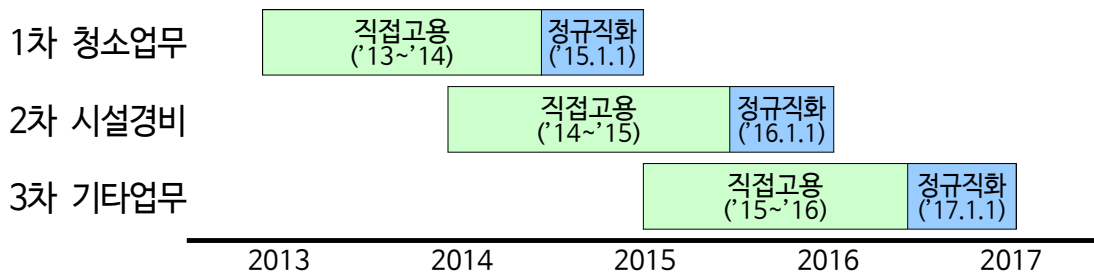 1차 청소업무
직접고용
(’13~’14)
정규직화
(’15.1.1)
2차 시설경비
직접고용
(’14~’15)
정규직화
(’16.1.1)
3차 기타업무
직접고용
(’15~’16)
정규직화
(’17.1.1)
2013 2014 2015 2016 2017